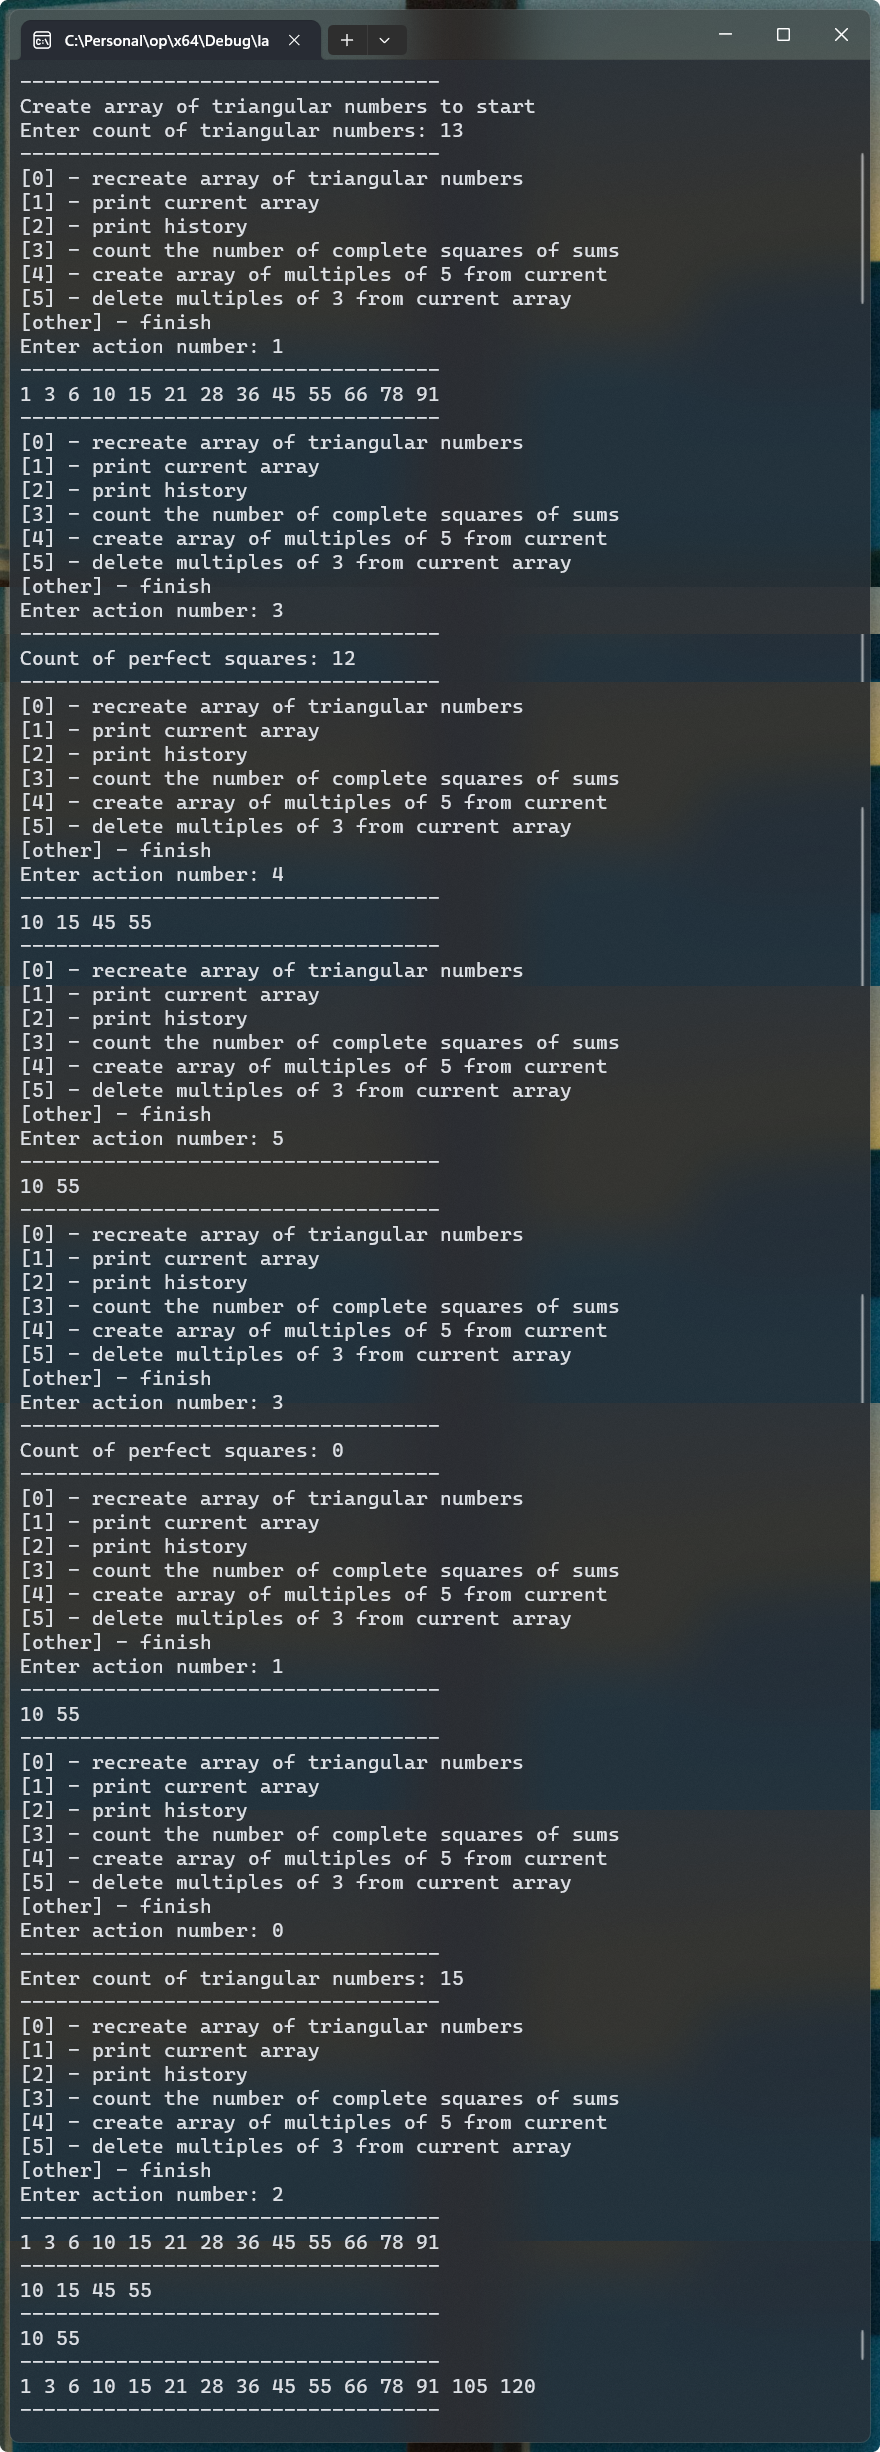 C:\Personal\op\x64\Debug\la
-----------------------------------
Create array of triangular numbers to start
Enter count of triangular numbers: 13
-----------------------------------
[0] - recreate array of triangular numbers
[1] - print current array
[2] - print history
[3] - count the number of complete squares of sums
[4] - create array of multiples of 5 from current
[5] - delete multiples of 3 from current array
[other] - finish
Enter action number: 1
-----------------------------------
1 3 6 10 15 21 28 36 45 55 66 78 91
-----------------------------------
[0] - recreate array of triangular numbers
[1] - print current array
[2] - print history
[3] - count the number of complete squares of sums
[4] - create array of multiples of 5 from current
[5] - delete multiples of 3 from current array
[other] - finish
Enter action number: 3
-----------------------------------
Count of perfect squares: 12
-----------------------------------
[0] - recreate array of triangular numbers
[1] - print current array
[2] - print history
[3] - count the number of complete squares of sums
[4] - create array of multiples of 5 from current
[5] - delete multiples of 3 from current array
[other] - finish
Enter action number: 4
-----------------------------------
10 15 45 55
-----------------------------------
[0] - recreate array of triangular numbers
[1] - print current array
[2] - print history
[3] - count the number of complete squares of sums
[4] - create array of multiples of 5 from current
[5] - delete multiples of 3 from current array
[other] - finish
Enter action number: 5
-----------------------------------
10 55
-----------------------------------
[0] - recreate array of triangular numbers
[1] - print current array
[2] - print history
[3] - count the number of complete squares of sums
[4] - create array of multiples of 5 from current
[5] - delete multiples of 3 from current array
[other] - finish
Enter action number: 3
-----------------------------------
Count of perfect squares: 0
-----------------------------------
[0] - recreate array of triangular numbers
[1] - print current array
[2] - print history
[3] - count the number of complete squares of sums
[4] - create array of multiples of 5 from current
[5] - delete multiples of 3 from current array
[other] - finish
Enter action number: 1
-----------------------------------
10 55
-----------------------------------
[0] - recreate array of triangular numbers
[1] - print current array
[2] - print history
[3] - count the number of complete squares of sums
[4] - create array of multiples of 5 from current
[5] - delete multiples of 3 from current array
[other] - finish
Enter action number: 0
-----------------------------------
Enter count of triangular numbers: 15
-----------------------------------
[0] - recreate array of triangular numbers
[1] - print current array
[2] - print history
[3] - count the number of complete squares of sums
[4] - create array of multiples of 5 from current
[5] - delete multiples of 3 from current array
[other] - finish
Enter action number: 2
-----------------------------------
1 3 6 10 15 21 28 36 45 55 66 78 91
-----------------------------------
10 15 45 55
-----------------------------------
10 55
-----------------------------------
1 3 6 10 15 21 28 36 45 55 66 78 91 105 120
-----------------------------------